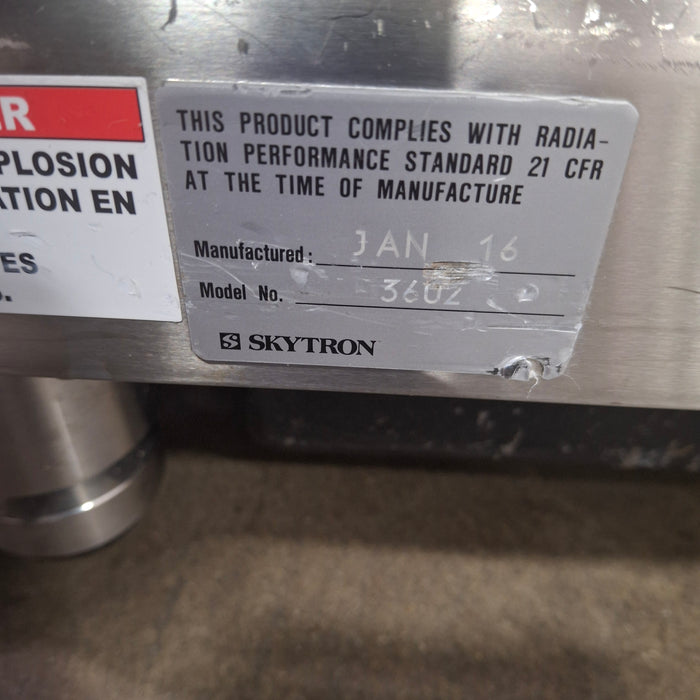 ER
PLOSION
ATION EN
ES
THIS PRODUCT COMPLIES WITH RADIA-
TION PERFORMANCE STANDARD 21 CFR
AT THE TIME OF MANUFACTURE
Manufactured: JAN 16
Model No. 3602
SKYTRON